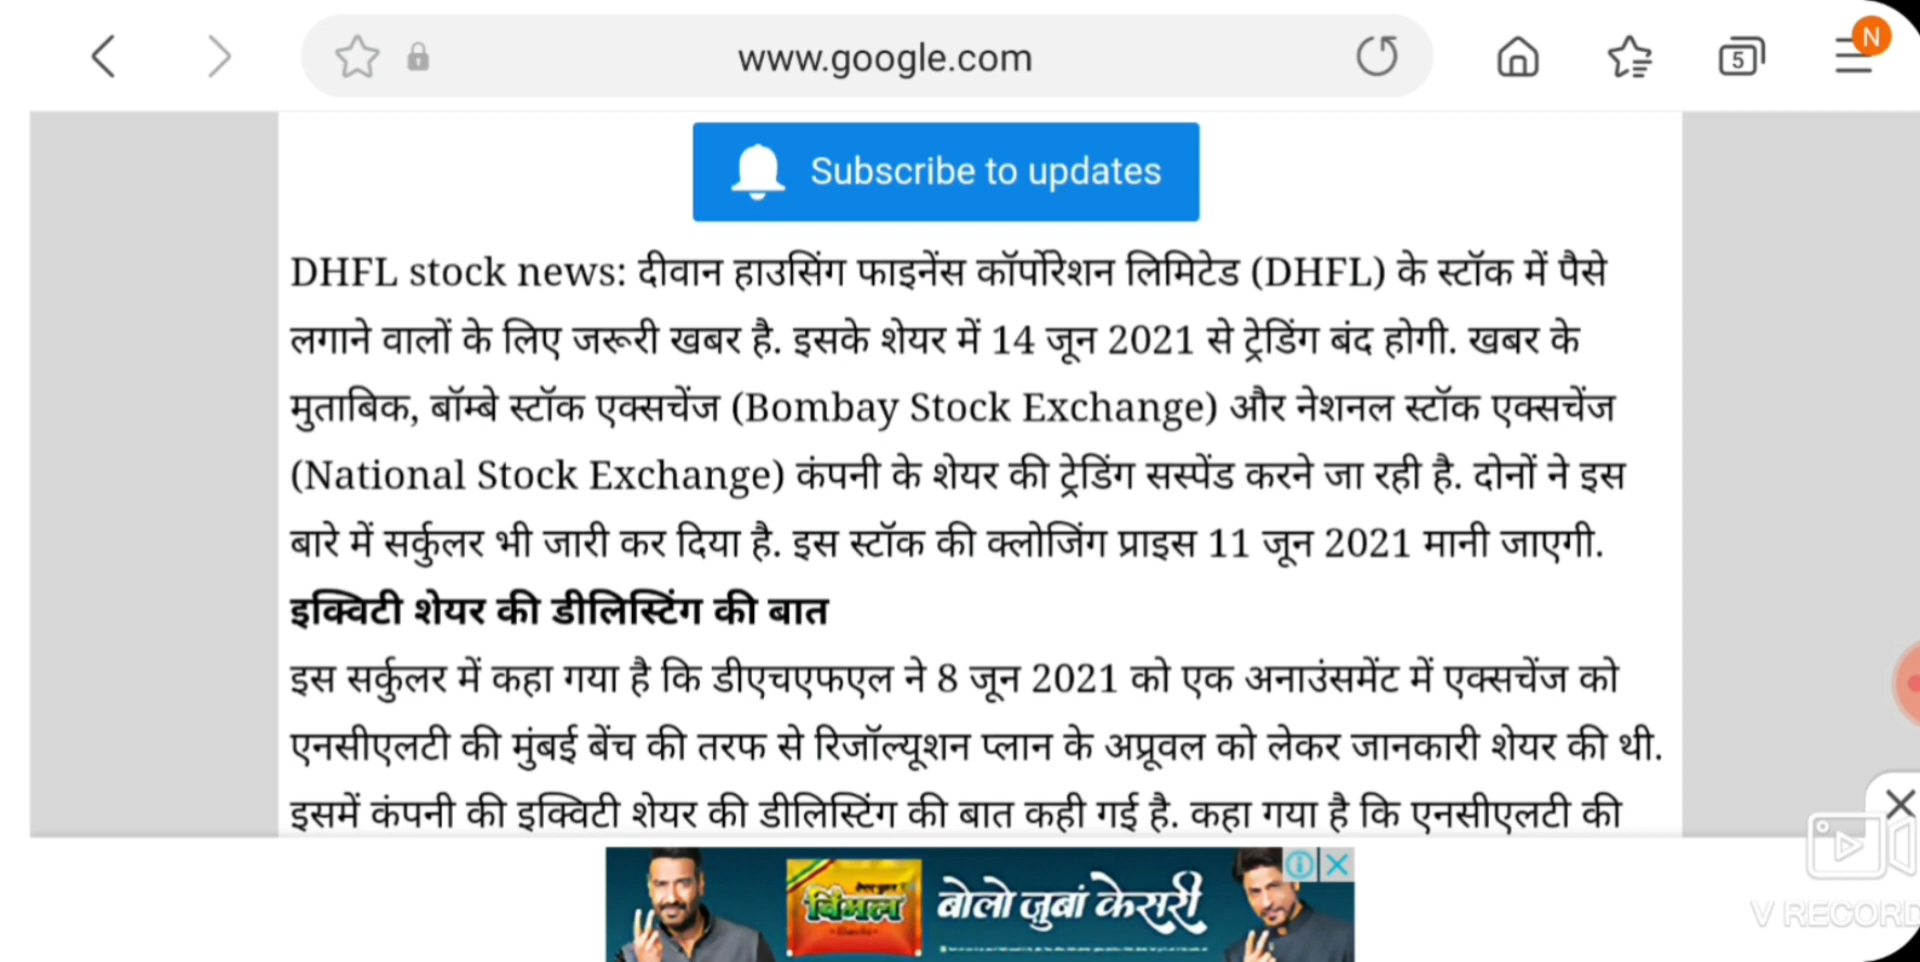 www.google.com
5
N
Subscribe to updates
DHFL stock news: दीवान हाउसिंग फाइनेंस कॉर्पोरेशन लिमिटेड (DHFL) के स्टॉक में पैसे
लगाने वालों के लिए जरूरी खबर है. इसके शेयर में 14 जून 2021 से ट्रेडिंग बंद होगी. खबर के
मुताबिक, बॉम्बे स्टॉक एक्सचेंज (Bombay Stock Exchange) और नेशनल स्टॉक एक्सचेंज
(National Stock Exchange) कंपनी के शेयर की ट्रेडिंग सस्पेंड करने जा रही है. दोनों ने इस
बारे में सर्कुलर भी जारी कर दिया है. इस स्टॉक की क्लोजिंग प्राइस 11 जून 2021 मानी जाएगी.
इक्विटी शेयर की डीलिस्टिंग की बात
इस सर्कुलर में कहा गया है कि डीएचएफएल ने 8 जून 2021 को एक अनाउंसमेंट में एक्सचेंज को
एनसीएलटी की मुंबई बेंच की तरफ से रिजॉल्यूशन प्लान के अप्रूवल को लेकर जानकारी शेयर की थी.
इसमें कंपनी की इक्विटी शेयर की डीलिस्टिंग की बात कही गई है. कहा गया है कि एनसीएलटी की
विमल
बोलो ज़ुबां केसरी
V RECORD